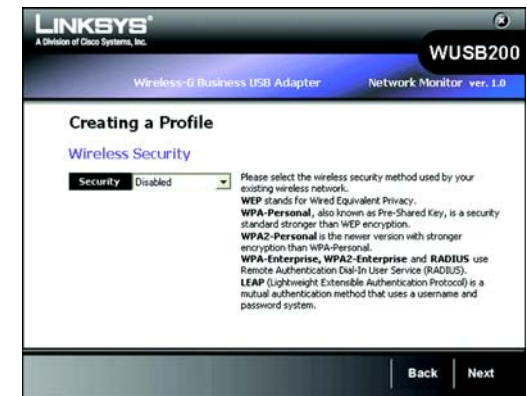 LINKSYS®
A Division of Cisco Systems, Inc.
WUSB200
Wireless-G Business USB Adapter
Network Monitor ver. 1.0
Creating a Profile
Wireless Security
Security Disabled
Please select the wireless security method used by your
existing wireless network.
WEP stands for Wired Equivalent Privacy.
WPA-Personal, also known as Pre-Shared Key, is a security
standard stronger than WEP encryption.
WPA2-Personal is the newer version with stronger
encryption than WPA-Personal.
WPA-Enterprise, WPA2-Enterprise and RADIUS use
Remote Authentication Dial-In User Service (RADIUS).
LEAP (Lightweight Extensible Authentication Protocol) is a
mutual authentication method that uses a username and
password system.
Back Next